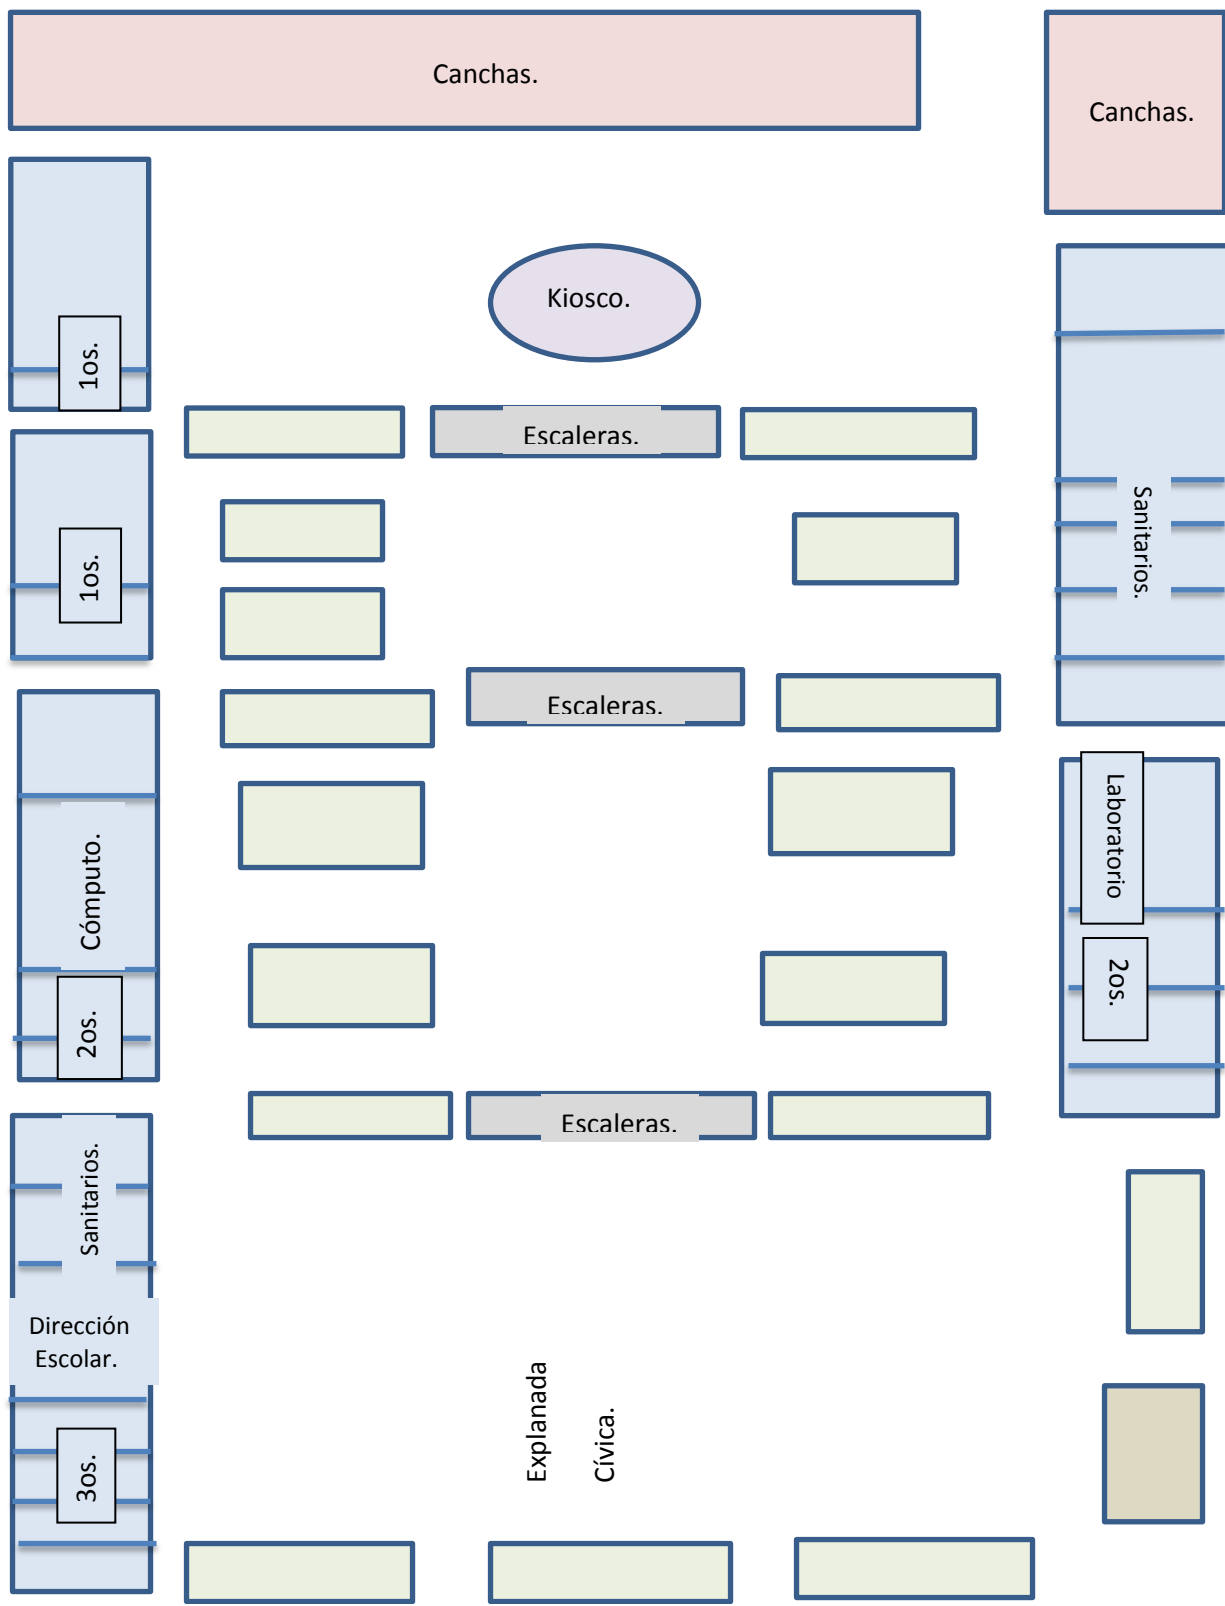 Canchas.
Canchas.
Kiosco.
1os.
Escaleras.
1os.
Sanitarios.
Escaleras.
Cómputo.
Laboratorio
2os.
2os.
Escaleras.
Sanitarios.
Dirección
Escolar.
Explanada
Cívica.
3os.